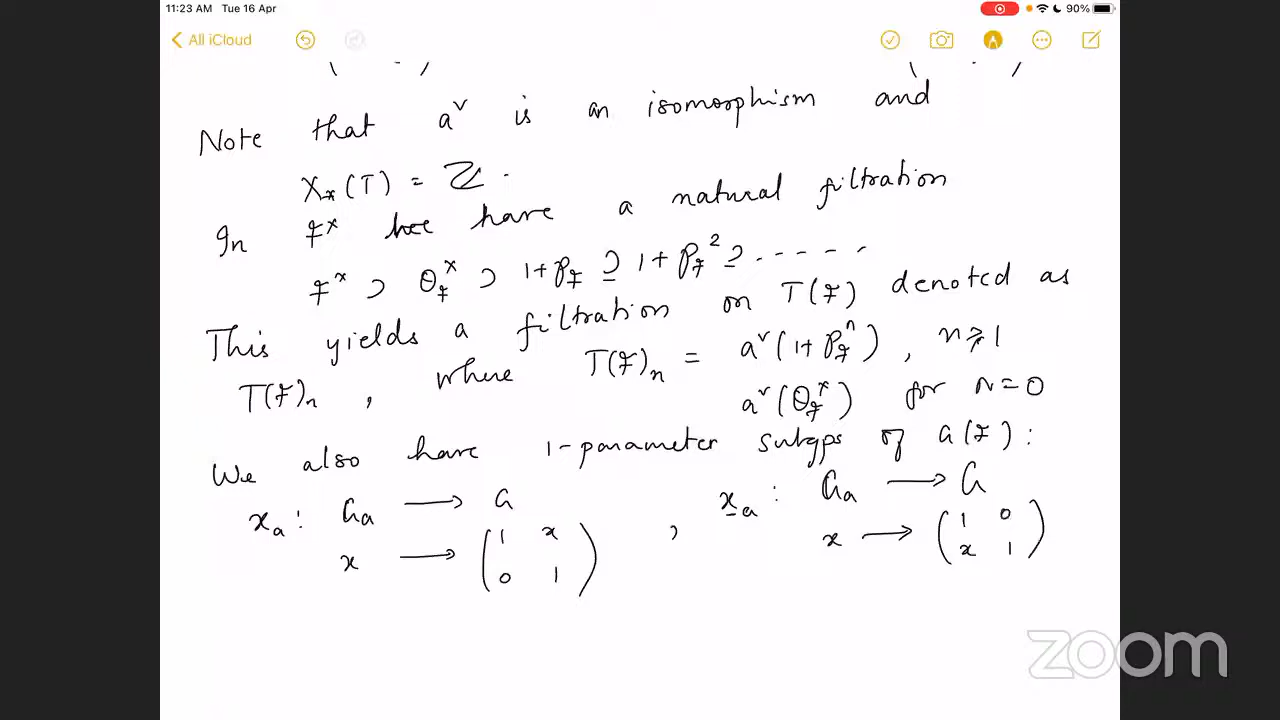 11:23 AM Tue 16 Apr
90%
All iCloud
Note that a^v is an isomorphism and
X_*(T) = ℤ.
In F^x we have a natural filtration
F^x ⊃ O_F^x ⊃ 1+P_F ⊇ 1+P_F^2 ⊇ .....
This yields a filtration on T(F) denoted as
T(F)_n , where T(F)_n = a^v(1+P_F^n) , n ≥ 1
a^v(O_F^x) for n = 0
We also have 1-parameter subgps of G(F) :
x_a : G_a → G , x_{-a} : G_a → G
x → (1 x; 0 1) x → (1 0; x 1)
zoom